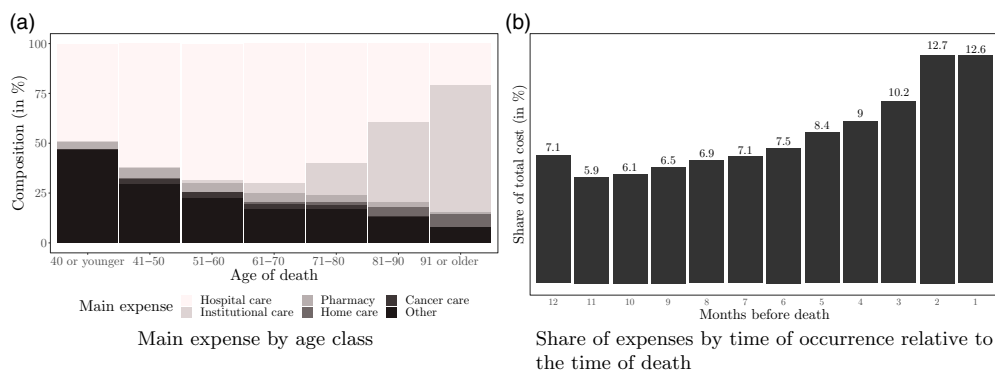 (a)
Composition (in %)
100
75
50
25
0
40 or younger
41–50
51–60
61–70
71–80
81–90
91 or older
Age of death
Main expense
Hospital care
Institutional care
Pharmacy
Home care
Cancer care
Other
Main expense by age class
(b)
Share of total cost (in %)
7.1
5.9
6.1
6.5
6.9
7.1
7.5
8.4
9
10.2
12.7
12.6
12
11
10
9
8
7
6
5
4
3
2
1
Months before death
Share of expenses by time of occurrence relative to
the time of death